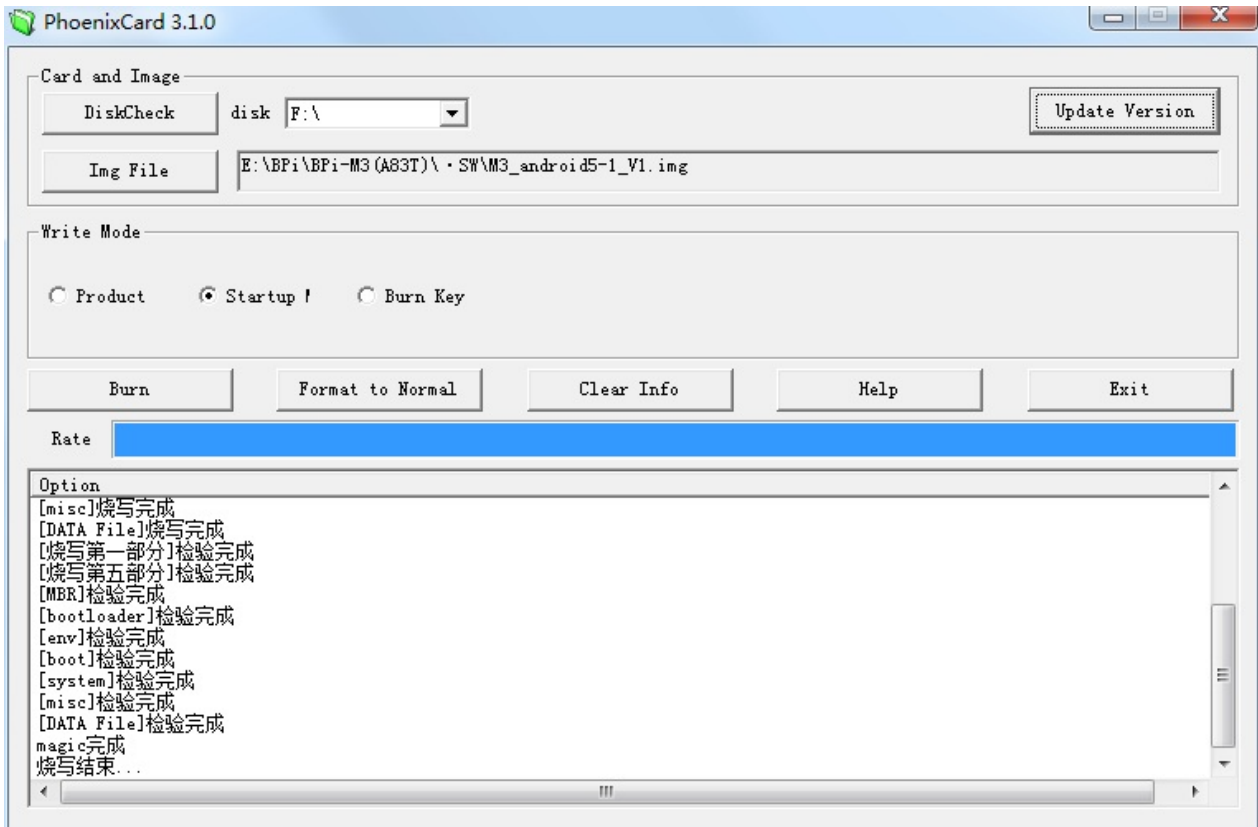 PhoenixCard 3.1.0
Card and Image
DiskCheck disk F:\ Update Version
Img File E:\BPi\BPi-M3(A83T)\·SW\M3_android5-1_V1.img
Write Mode
Product Startup ! Burn Key
Burn Format to Normal Clear Info Help Exit
Rate
Option
[misc]烧写完成
[DATA File]烧写完成
[烧写第一部分]检验完成
[烧写第五部分]检验完成
[MBR]检验完成
[bootloader]检验完成
[env]检验完成
[boot]检验完成
[system]检验完成
[misc]检验完成
[DATA File]检验完成
magic完成
烧写结束...